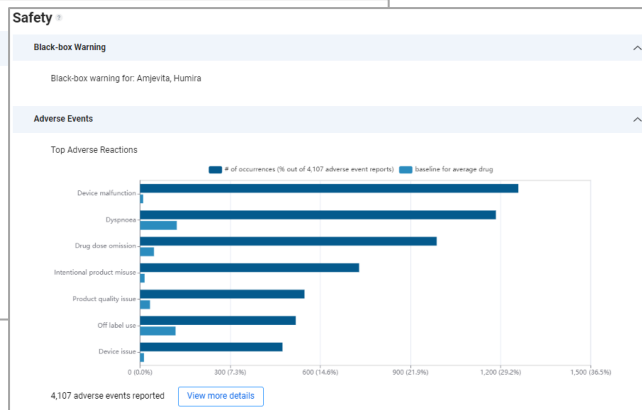 Safety
Black-box Warning
Black-box warning for: Amjevita, Humira
Adverse Events
Top Adverse Reactions
# of occurrences (% out of 4,107 adverse event reports) baseline for average drug
Device malfunction
Dyspnoea
Drug dose omission
Intentional product misuse
Product quality issue
Off label use
Device issue
0 (0.0%) 300 (7.3%) 600 (14.6%) 900 (21.9%) 1,200 (29.2%) 1,500 (36.5%)
4,107 adverse events reported View more details